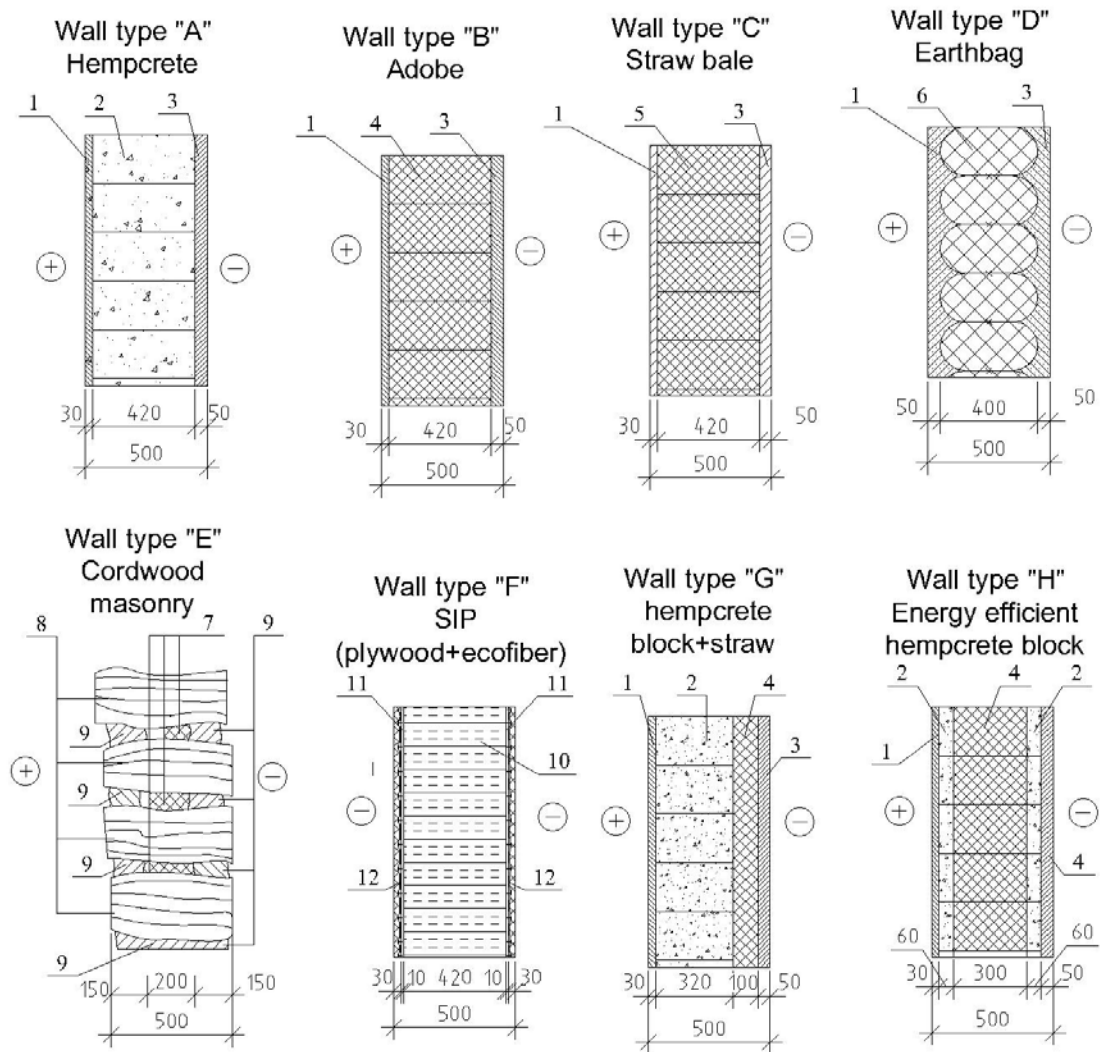 Wall type "A"
Hempcrete
1 2 3
+ −
30 420 50
500
Wall type "B"
Adobe
1 4 3
+ −
30 420 50
500
Wall type "C"
Straw bale
1 5 3
+ −
30 420 50
500
Wall type "D"
Earthbag
1 6 3
+ −
50 400 50
500
Wall type "E"
Cordwood
masonry
8 7 9
9
+ −
9
9
9
150 200 150
500
Wall type "F"
SIP
(plywood+ecofiber)
11 11
10
− −
12 12
30 10 420 10 30
500
Wall type "G"
hempcrete
block+straw
1 2 4
3
+ −
30 320 100 50
500
Wall type "H"
Energy efficient
hempcrete block
2 4 2
1
+ −
4
60 60
30 300 50
500